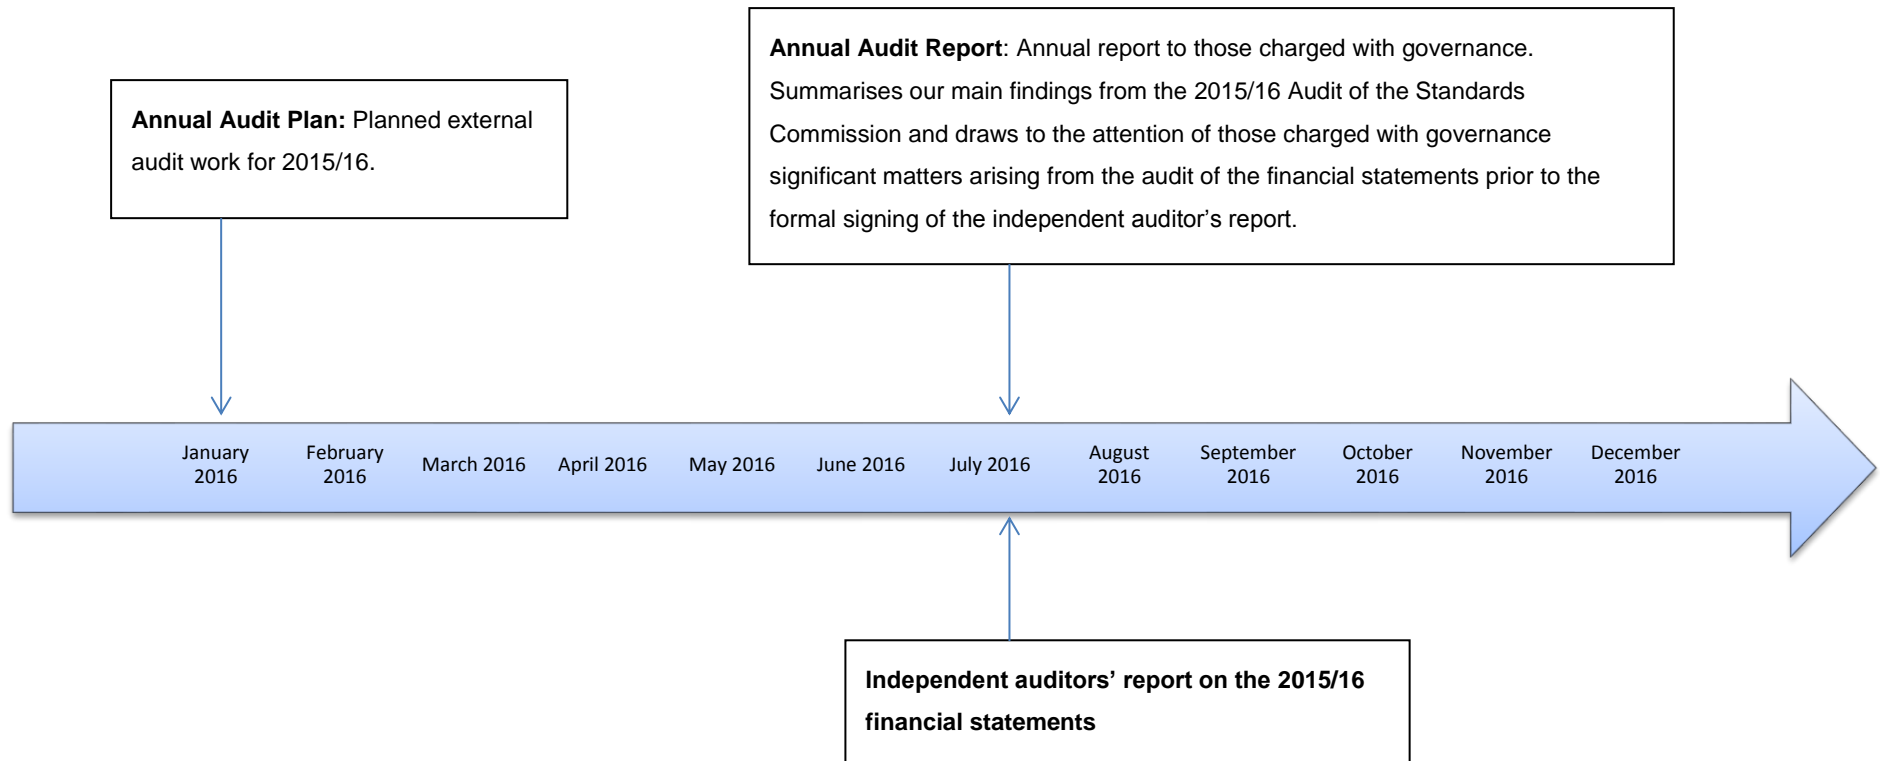 Annual Audit Report: Annual report to those charged with governance.
Summarises our main findings from the 2015/16 Audit of the Standards
Commission and draws to the attention of those charged with governance
significant matters arising from the audit of the financial statements prior to the
formal signing of the independent auditor’s report.
Annual Audit Plan: Planned external
audit work for 2015/16.
January
2016
February
2016
March 2016
April 2016
May 2016
June 2016
July 2016
August
2016
September
2016
October
2016
November
2016
December
2016
Independent auditors’ report on the 2015/16
financial statements